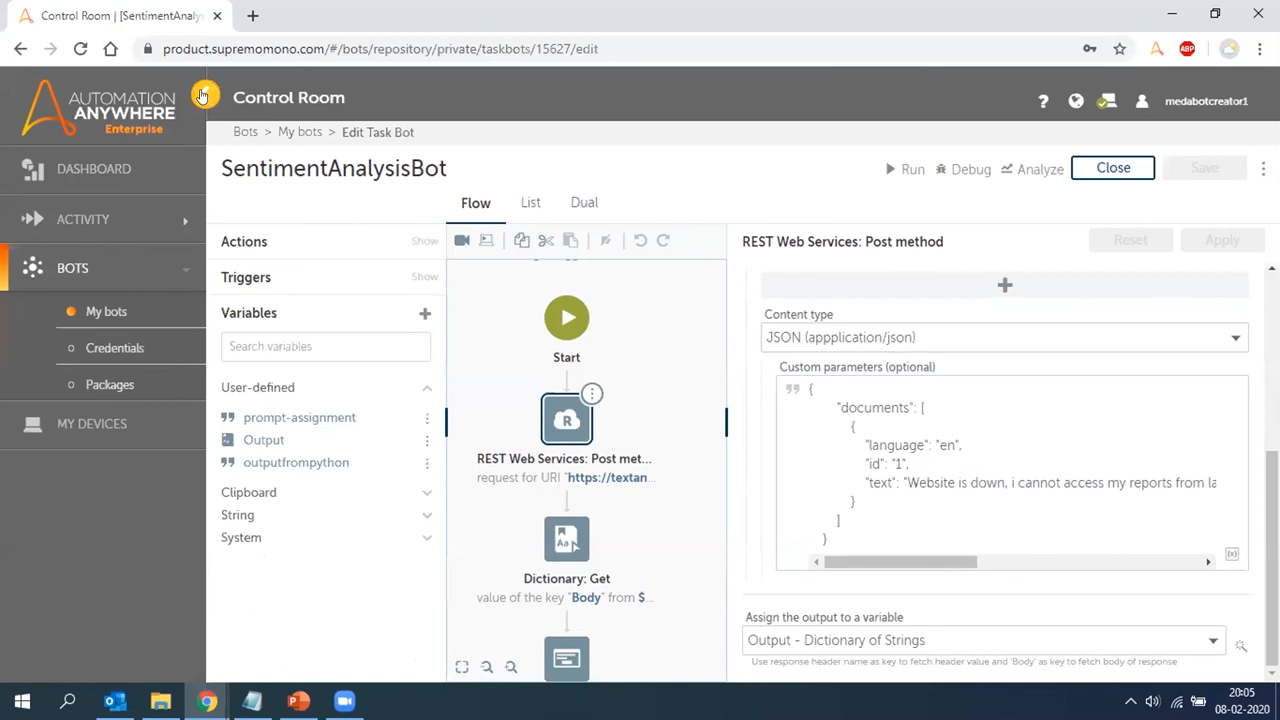 Control Room | [SentimentAnalys
product.supremomono.com/#/bots/repository/private/taskbots/15627/edit
ABP
AUTOMATION
ANYWHERE
Enterprise
Control Room
? medabotcreator1
DASHBOARD
ACTIVITY
BOTS
My bots
Credentials
Packages
MY DEVICES
Bots > My bots > Edit Task Bot
SentimentAnalysisBot
Run Debug Analyze Close Save
Flow List Dual
Actions Show
Triggers Show
Variables
Search variables
User-defined
prompt-assignment
Output
outputfrompython
Clipboard
String
System
Start
R
REST Web Services: Post met...
request for URI "https://textan...
Aa
Dictionary: Get
value of the key "Body" from $...
REST Web Services: Post method
Reset Apply
Content type
JSON (appplication/json)
Custom parameters (optional)
{
"documents": [
{
"language": "en",
"id": "1",
"text": "Website is down, i cannot access my reports from la
}
]
}
(x)
Assign the output to a variable
Output - Dictionary of Strings
Use response header name as key to fetch header value and 'Body' as key to fetch body of response
20:05
08-02-2020